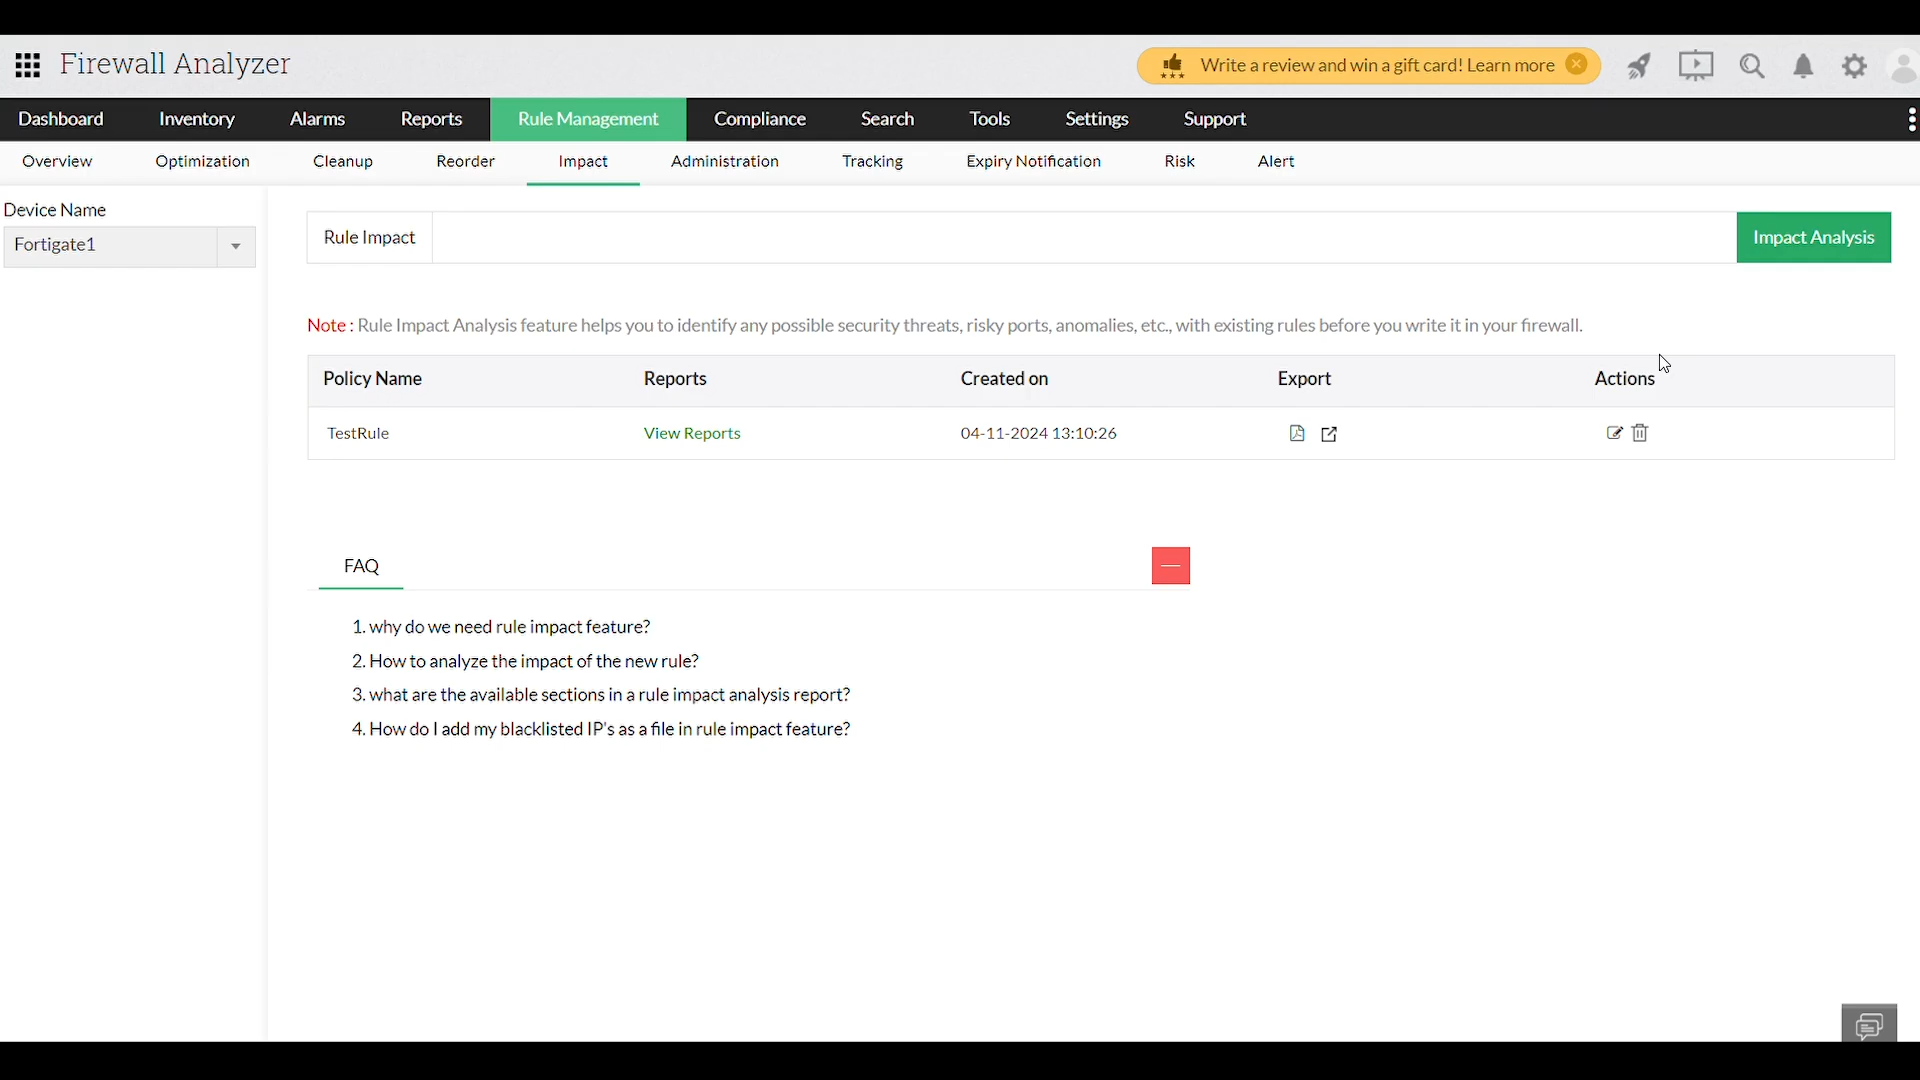 Firewall Analyzer
Write a review and win a gift card! Learn more
Dashboard Inventory Alarms Reports Rule Management Compliance Search Tools Settings Support
Overview Optimization Cleanup Reorder Impact Administration Tracking Expiry Notification Risk Alert
Device Name
Fortigate1
Rule Impact
Impact Analysis
Note : Rule Impact Analysis feature helps you to identify any possible security threats, risky ports, anomalies, etc., with existing rules before you write it in your firewall.
Policy Name Reports Created on Export Actions
TestRule View Reports 04-11-2024 13:10:26
FAQ
1. why do we need rule impact feature?
2. How to analyze the impact of the new rule?
3. what are the available sections in a rule impact analysis report?
4. How do I add my blacklisted IP's as a file in rule impact feature?